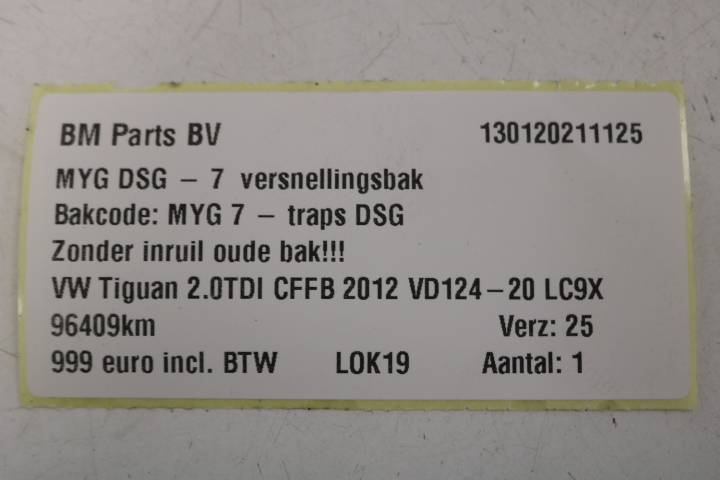 BM Parts BV 130120211125
MYG DSG – 7 versnellingsbak
Bakcode: MYG 7 – traps DSG
Zonder inruil oude bak!!!
VW Tiguan 2.0TDI CFFB 2012 VD124–20 LC9X
96409km Verz: 25
999 euro incl. BTW LOK19 Aantal: 1